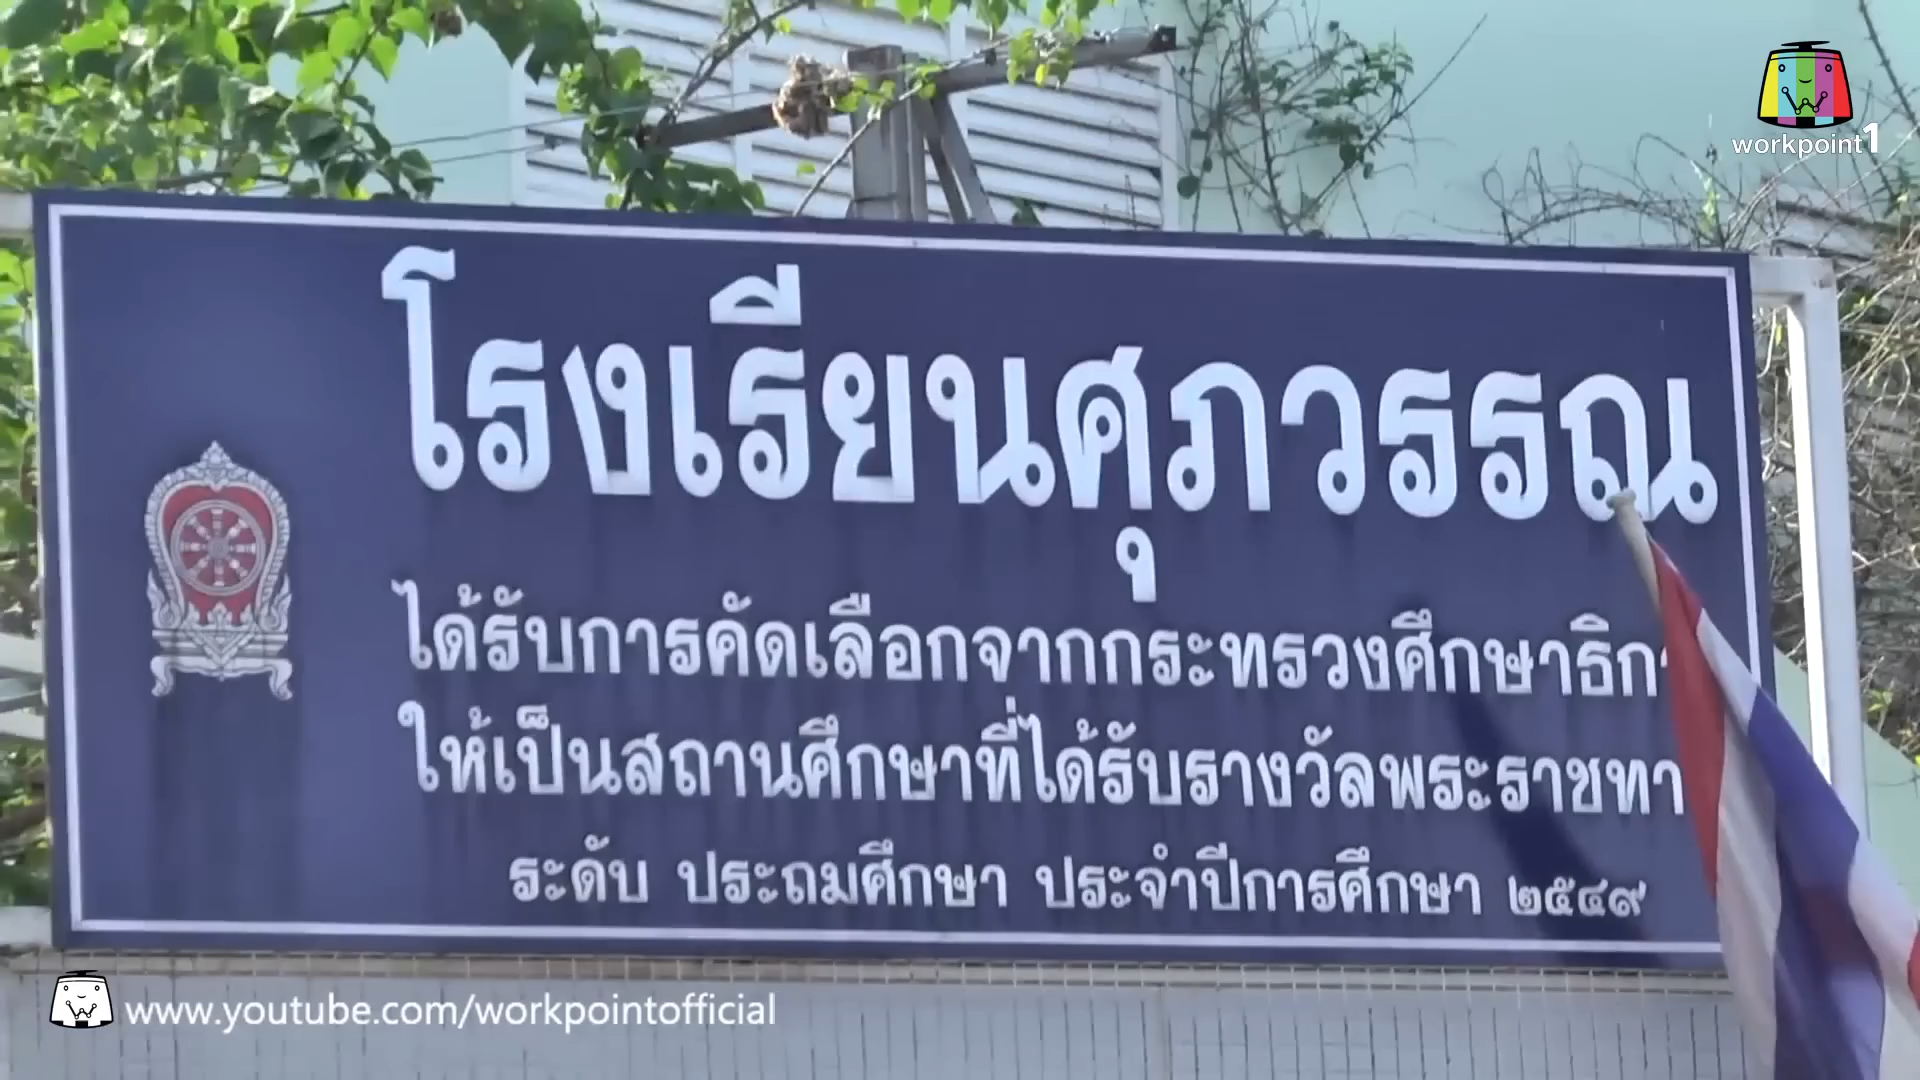 workpoint1
โรงเรียนศุภวรรณ
ได้รับการคัดเลือกจากกระทรวงศึกษาธิกา
ให้เป็นสถานศึกษาที่ได้รับรางวัลพระราชทา
ระดับ ประถมศึกษา ประจำปีการศึกษา ๒๕๔๙
www.youtube.com/workpointofficial